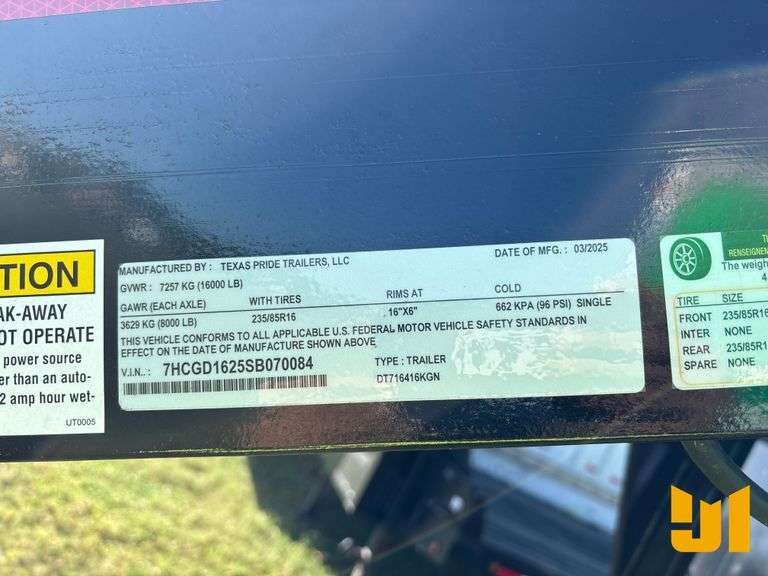 TION
AK-AWAY
OT OPERATE
power source
er than an auto-
2 amp hour wet-
UT0005
MANUFACTURED BY : TEXAS PRIDE TRAILERS, LLC
DATE OF MFG. : 03/2025
GVWR : 7257 KG (16000 LB)
GAWR (EACH AXLE) WITH TIRES RIMS AT COLD
3629 KG (8000 LB) 235/85R16 16"X6" 662 KPA (96 PSI) SINGLE
THIS VEHICLE CONFORMS TO ALL APPLICABLE U.S. FEDERAL MOTOR VEHICLE SAFETY STANDARDS IN
EFFECT ON THE DATE OF MANUFACTURE SHOWN ABOVE
V.I.N.: 7HCGD1625SB070084
TYPE : TRAILER
DT716416KGN
TI
RENSEIGNEMEN
The weigh
4
TIRE SIZE
FRONT 235/85R16
INTER NONE
REAR 235/85R1
SPARE NONE